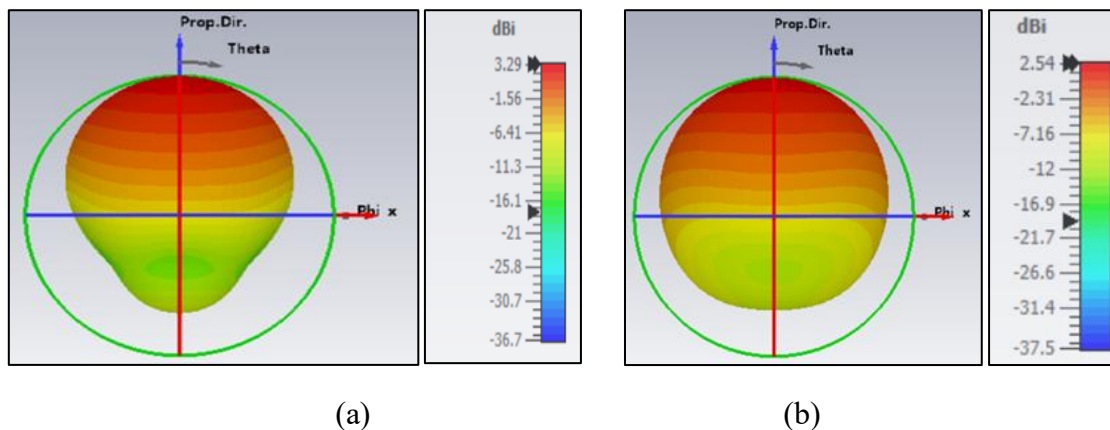 Prop.Dir.
Theta
Phi x
dBi
3.29
-1.56
-6.41
-11.3
-16.1
-21
-25.8
-30.7
-36.7
(a)
Prop.Dir.
Theta
Phi x
dBi
2.54
-2.31
-7.16
-12
-16.9
-21.7
-26.6
-31.4
-37.5
(b)